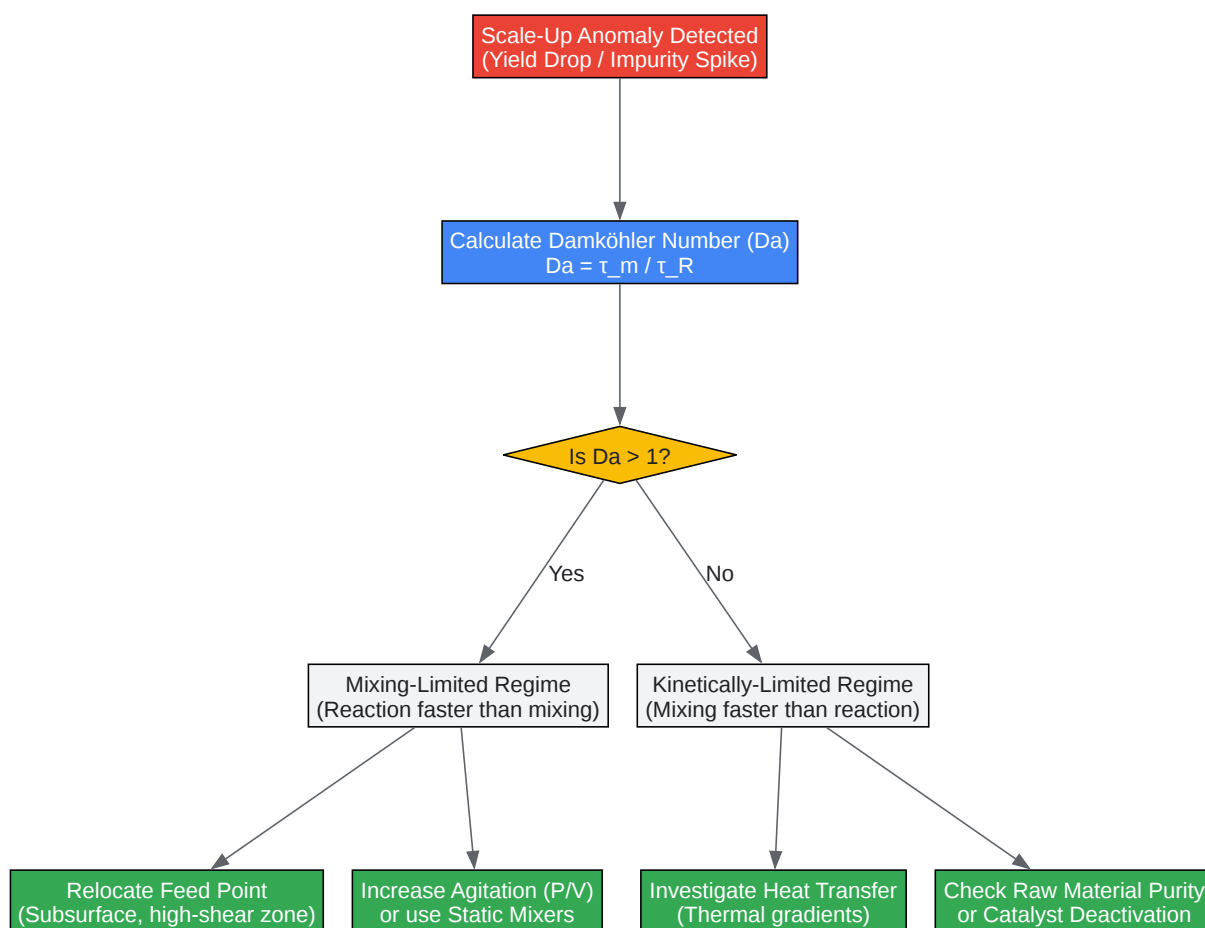 Scale-Up Anomaly Detected
(Yield Drop / Impurity Spike)
Calculate Damköhler Number (Da)
Da = τ_m / τ_R
Is Da > 1?
Yes
No
Mixing-Limited Regime
(Reaction faster than mixing)
Kinetically-Limited Regime
(Mixing faster than reaction)
Relocate Feed Point
(Subsurface, high-shear zone)
Increase Agitation (P/V)
or use Static Mixers
Investigate Heat Transfer
(Thermal gradients)
Check Raw Material Purity
or Catalyst Deactivation